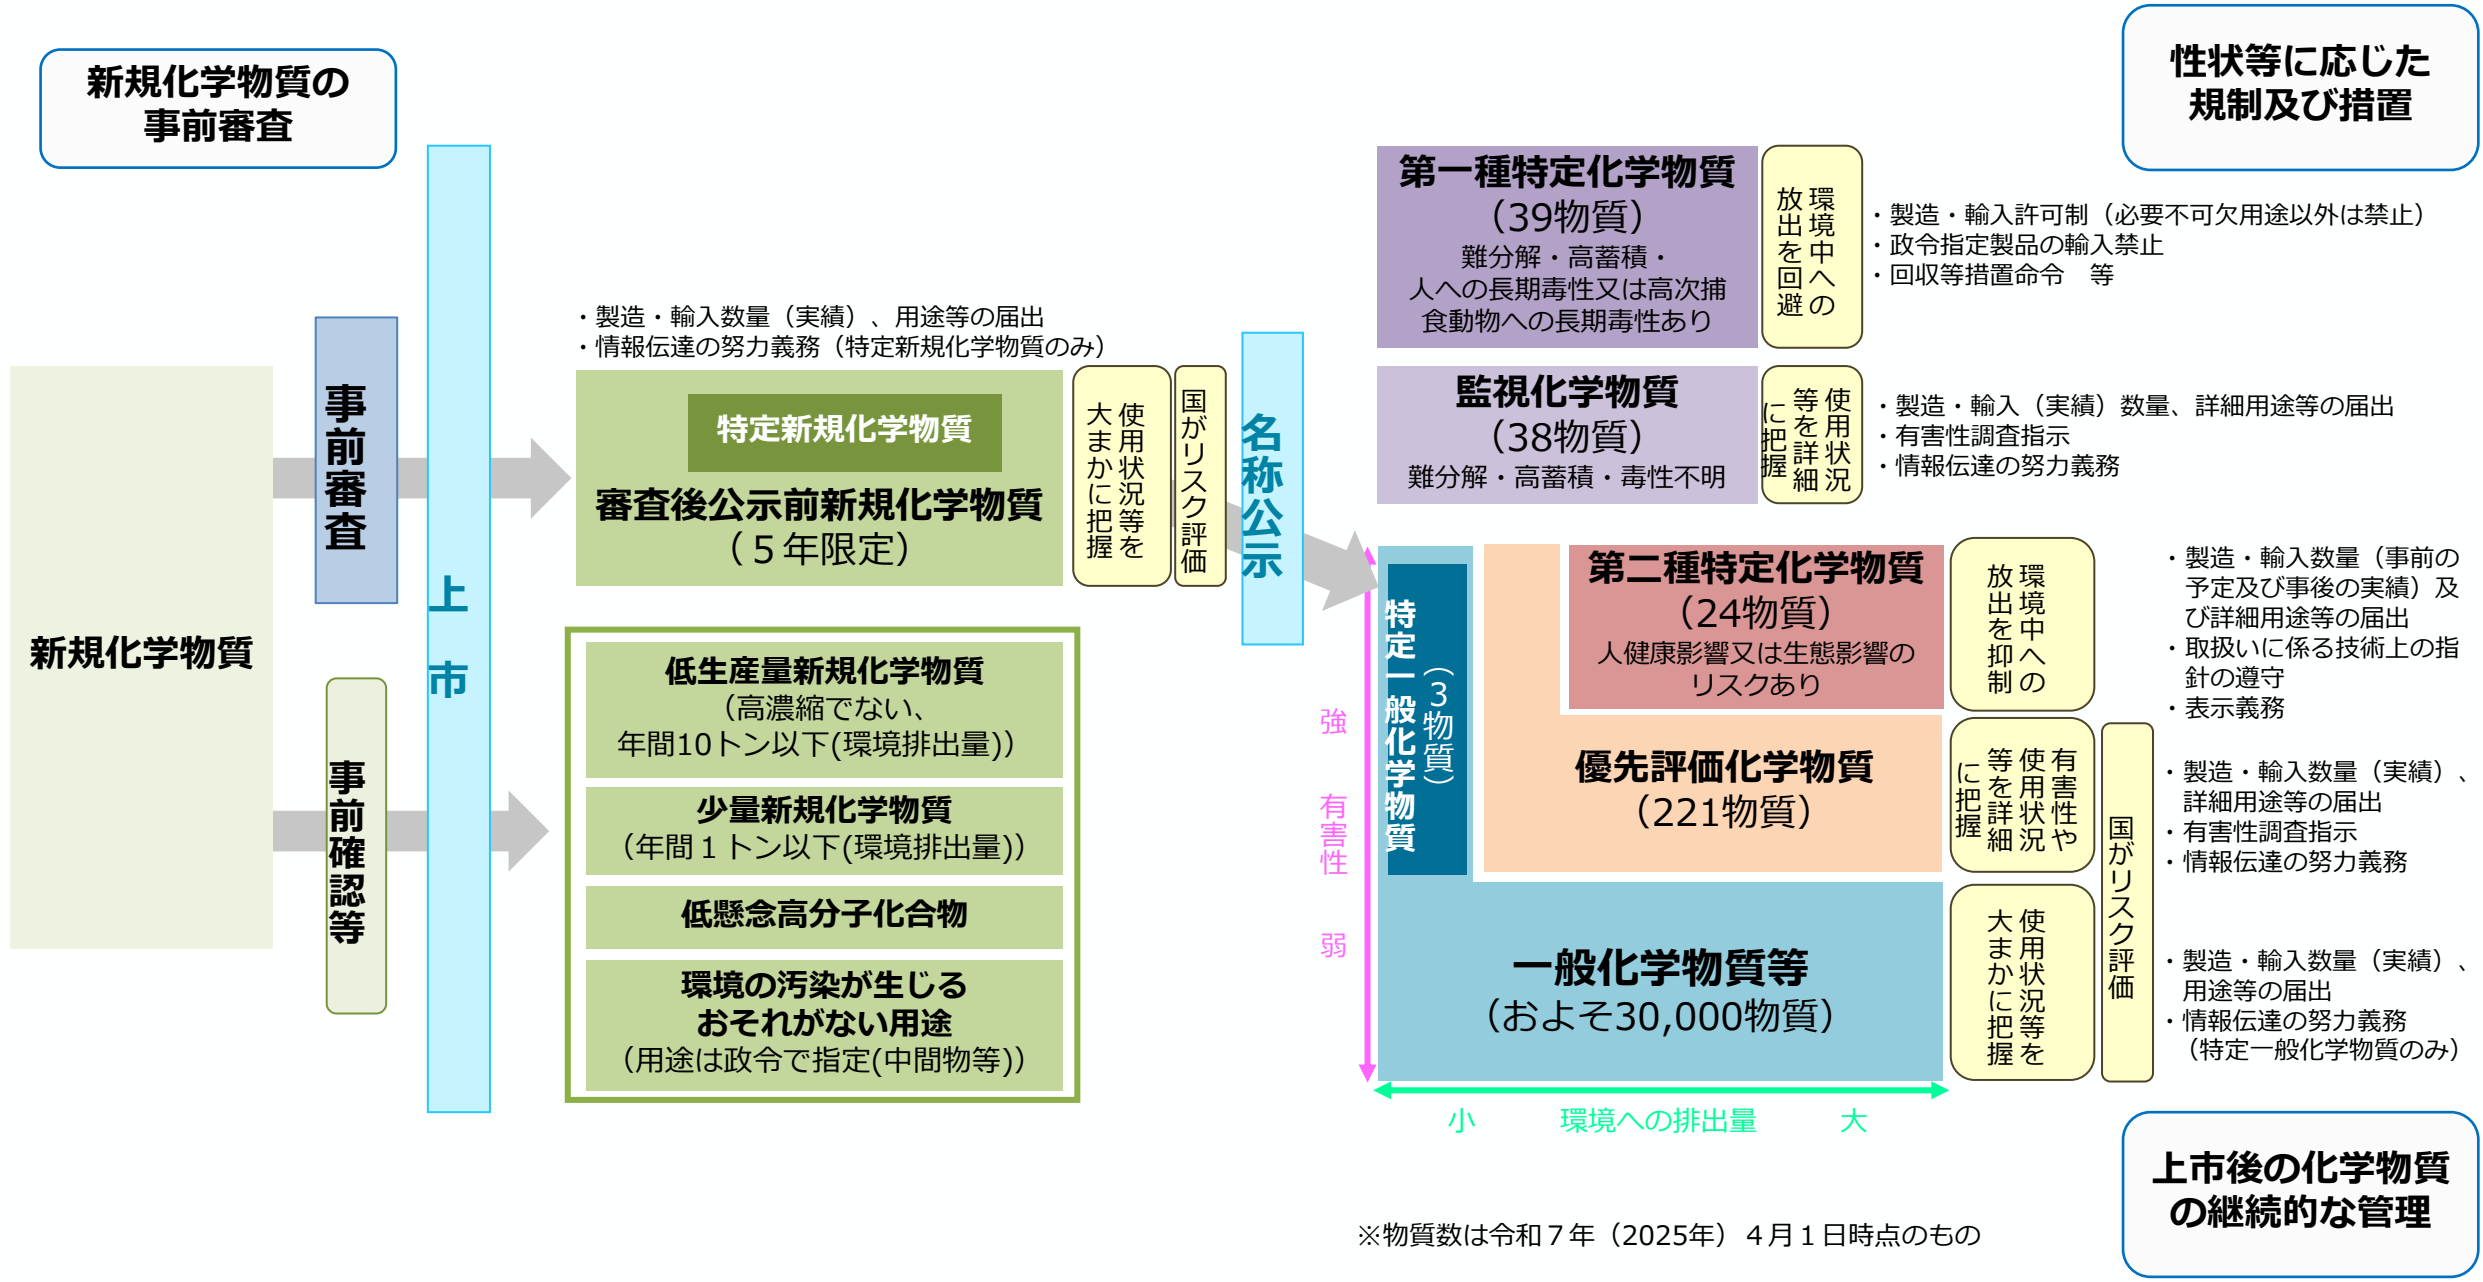 新規化学物質の
事前審査
性状等に応じた
規制及び措置
新規化学物質
事前審査
事前確認等
上市
・製造・輸入数量（実績）、用途等の届出
・情報伝達の努力義務（特定新規化学物質のみ）
特定新規化学物質
審査後公示前新規化学物質
（５年限定）
使用状況等を
大まかに把握
国がリスク評価
名称公示
低生産量新規化学物質
（高濃縮でない、
年間10トン以下(環境排出量)）
少量新規化学物質
（年間１トン以下(環境排出量)）
低懸念高分子化合物
環境の汚染が生じる
おそれがない用途
（用途は政令で指定(中間物等)）
第一種特定化学物質
（39物質）
難分解・高蓄積・
人への長期毒性又は高次捕
食動物への長期毒性あり
環境中への
放出を回避
・製造・輸入許可制（必要不可欠用途以外は禁止）
・政令指定製品の輸入禁止
・回収等措置命令　等
監視化学物質
（38物質）
難分解・高蓄積・毒性不明
使用状況
等を詳細
に把握
・製造・輸入（実績）数量、詳細用途等の届出
・有害性調査指示
・情報伝達の努力義務
強
有害性
弱
特定一般化学物質
（３物質）
第二種特定化学物質
（24物質）
人健康影響又は生態影響の
リスクあり
環境中への
放出を抑制
・製造・輸入数量（事前の
予定及び事後の実績）及
び詳細用途等の届出
・取扱いに係る技術上の指
針の遵守
・表示義務
優先評価化学物質
（221物質）
有害性や
使用状況
等を詳細
に把握
国がリスク評価
・製造・輸入数量（実績）、
詳細用途等の届出
・有害性調査指示
・情報伝達の努力義務
一般化学物質等
（およそ30,000物質）
使用状況等を
大まかに把握
・製造・輸入数量（実績）、
用途等の届出
・情報伝達の努力義務
（特定一般化学物質のみ）
小　環境への排出量　大
上市後の化学物質
の継続的な管理
※物質数は令和７年（2025年）４月１日時点のもの